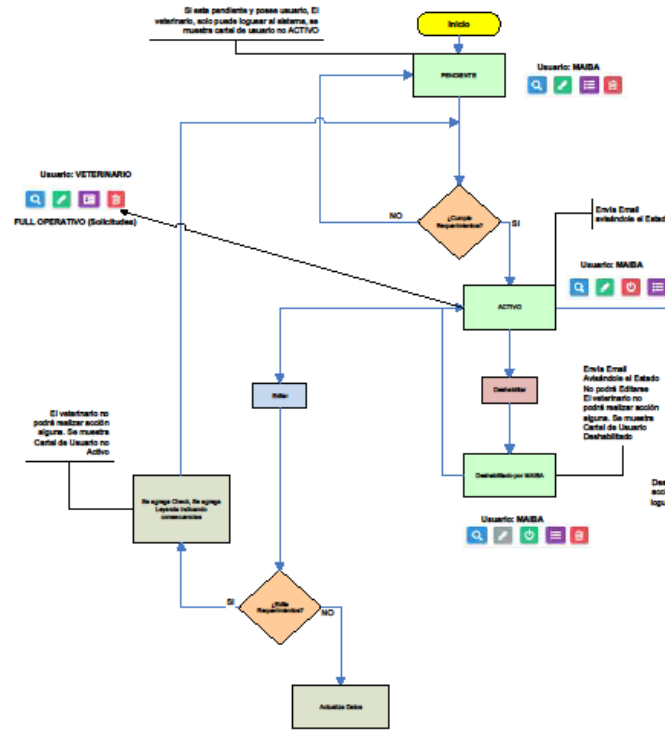 Si esta pendiente y posee usuario, El
veterinario, solo puede loguear al sistema, se
muestra cartel de usuario no ACTIVO
Inicio
PENDIENTE
Usuario: MAIBA
Usuario: VETERINARIO
FULL OPERATIVO (Solicitudes)
¿Cumple
Requerimientos?
NO
SI
Envía Email
avisándole el Estado
Usuario: MAIBA
ACTIVO
Editar
Deshabilitar
Envía Email
Avisándole el Estado
No podrá Editarse
El veterinario no
podrá realizar acción
alguna. Se muestra
Cartel de Usuario
Deshabilitado
El veterinario no
podrá realizar acción
alguna. Se muestra
Cartel de Usuario no
Activo
Deshabilitado por MAIBA
Se agrega Check, Se agrega
Leyenda indicando
consecuencias
Usuario: MAIBA
¿Edita
Requerimientos?
SI
NO
Actualiza Datos